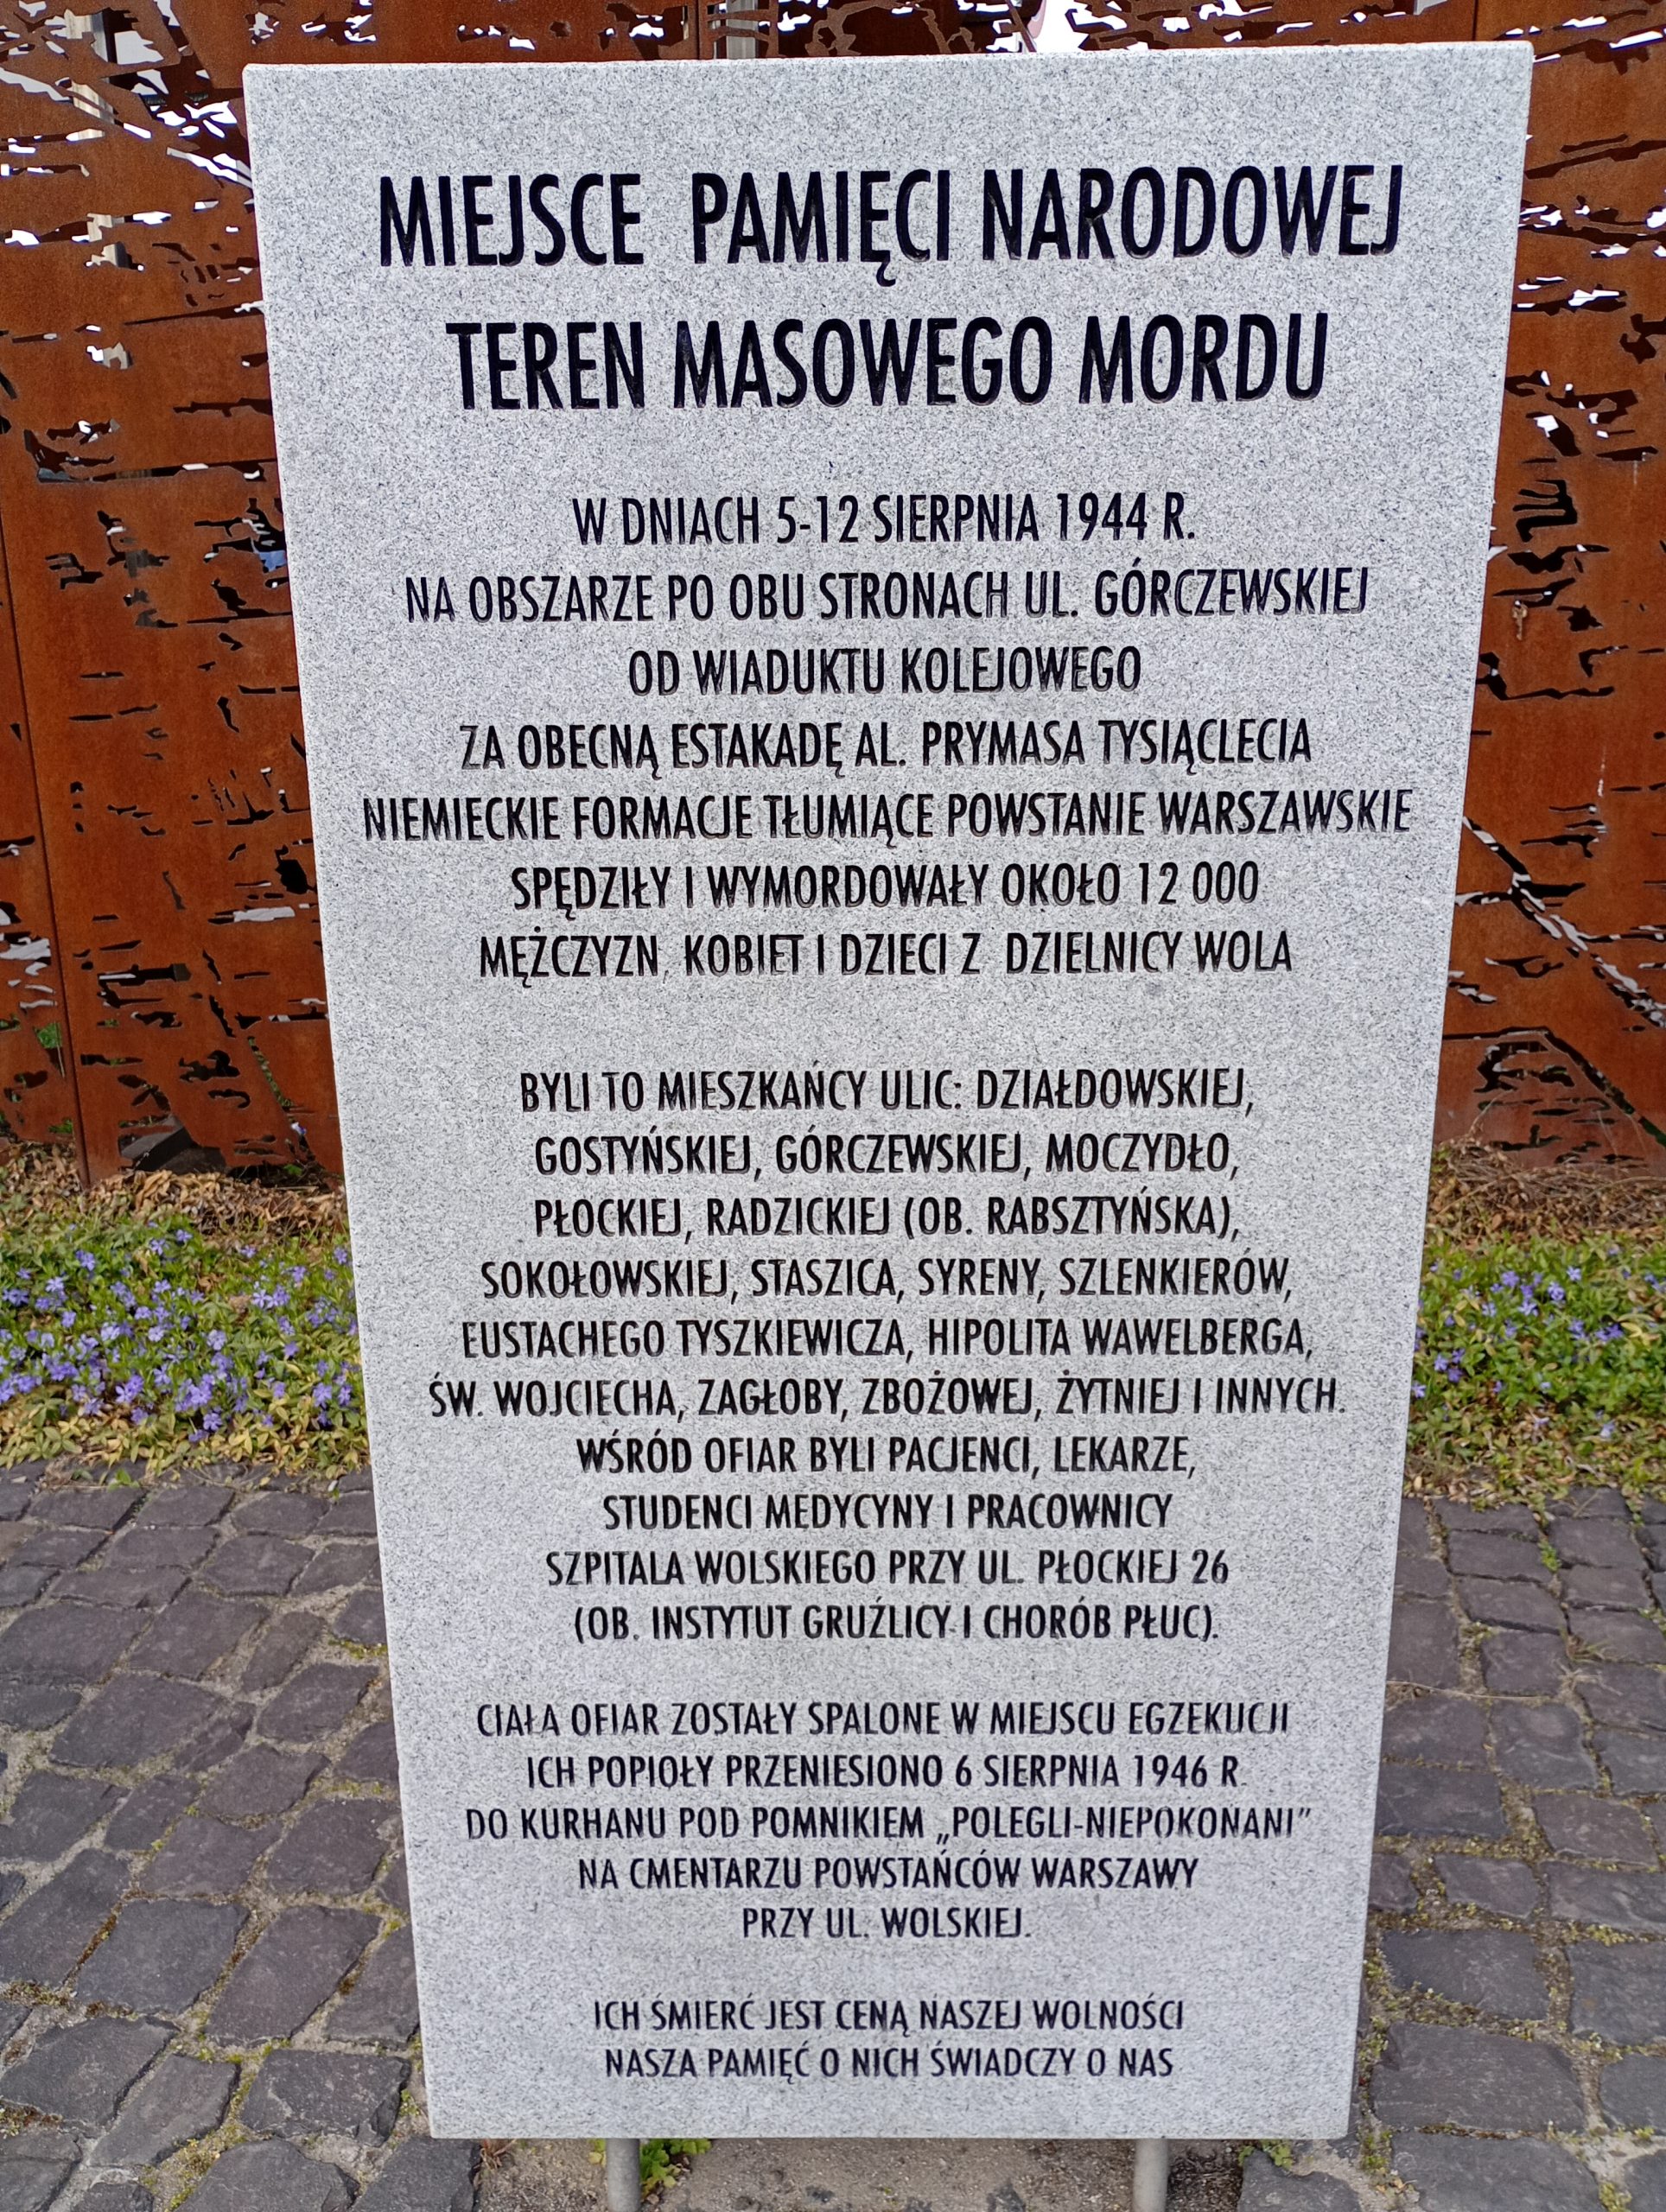 MIEJSCE PAMIĘCI NARODOWEJ
TEREN MASOWEGO MORDU
W DNIACH 5-12 SIERPNIA 1944 R.
NA OBSZARZE PO OBU STRONACH UL. GÓRCZEWSKIEJ
OD WIADUKTU KOLEJOWEGO
ZA OBECNĄ ESTAKADĘ AL. PRYMASA TYSIĄCLECIA
NIEMIECKIE FORMACJE TŁUMIĄCE POWSTANIE WARSZAWSKIE
SPĘDZIŁY I WYMORDOWAŁY OKOŁO 12 000
MĘŻCZYZN, KOBIET I DZIECI Z DZIELNICY WOLA
BYLI TO MIESZKAŃCY ULIC: DZIAŁDOWSKIEJ,
GOSTYŃSKIEJ, GÓRCZEWSKIEJ, MOCZYDŁO,
PŁOCKIEJ, RADZICKIEJ (OB. RABSZTYŃSKA),
SOKOŁOWSKIEJ, STASZICA, SYRENY, SZLENKIERÓW,
EUSTACHEGO TYSZKIEWICZA, HIPOLITA WAWELBERGA,
ŚW. WOJCIECHA, ZAGŁOBY, ZBOŻOWEJ, ŻYTNIEJ I INNYCH.
WŚRÓD OFIAR BYLI PACJENCI, LEKARZE,
STUDENCI MEDYCYNY I PRACOWNICY
SZPITALA WOLSKIEGO PRZY UL. PŁOCKIEJ 26
(OB. INSTYTUT GRUŹLICY I CHORÓB PŁUC).
CIAŁA OFIAR ZOSTAŁY SPALONE W MIEJSCU EGZEKUCJI
ICH POPIOŁY PRZENIESIONO 6 SIERPNIA 1946 R.
DO KURHANU POD POMNIKIEM „POLEGLI-NIEPOKONANI”
NA CMENTARZU POWSTAŃCÓW WARSZAWY
PRZY UL. WOLSKIEJ.
ICH ŚMIERĆ JEST CENĄ NASZEJ WOLNOŚCI
NASZA PAMIĘĆ O NICH ŚWIADCZY O NAS